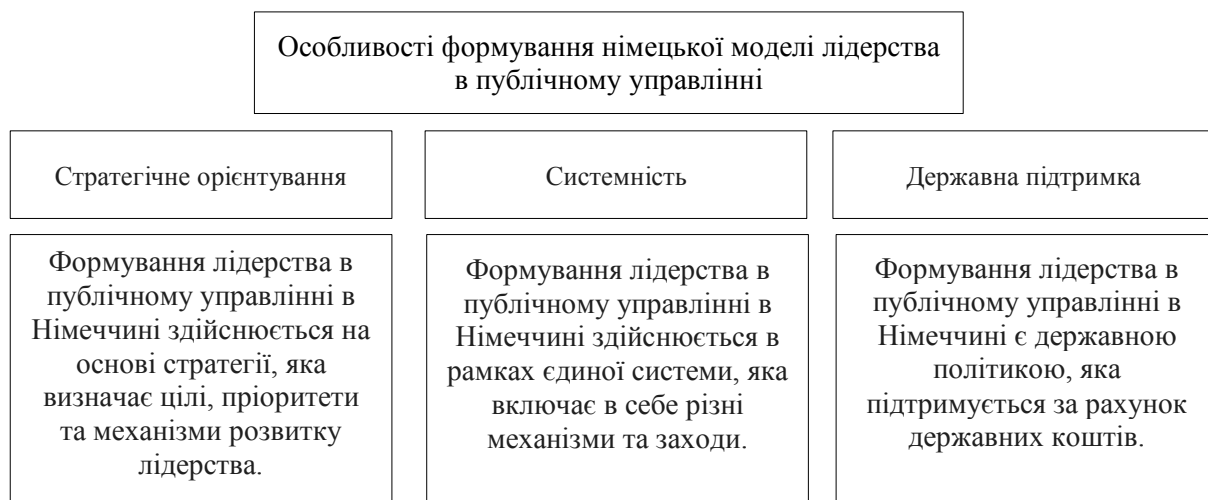 Особливості формування німецької моделі лідерства
в публічному управлінні
Стратегічне орієнтування
Системність
Державна підтримка
Формування лідерства в
публічному управлінні в
Німеччині здійснюється на
основі стратегії, яка
визначає цілі, пріоритети
та механізми розвитку
лідерства.
Формування лідерства в
публічному управлінні в
Німеччині здійснюється в
рамках єдиної системи, яка
включає в себе різні
механізми та заходи.
Формування лідерства в
публічному управлінні в
Німеччині є державною
політикою, яка
підтримується за рахунок
державних коштів.